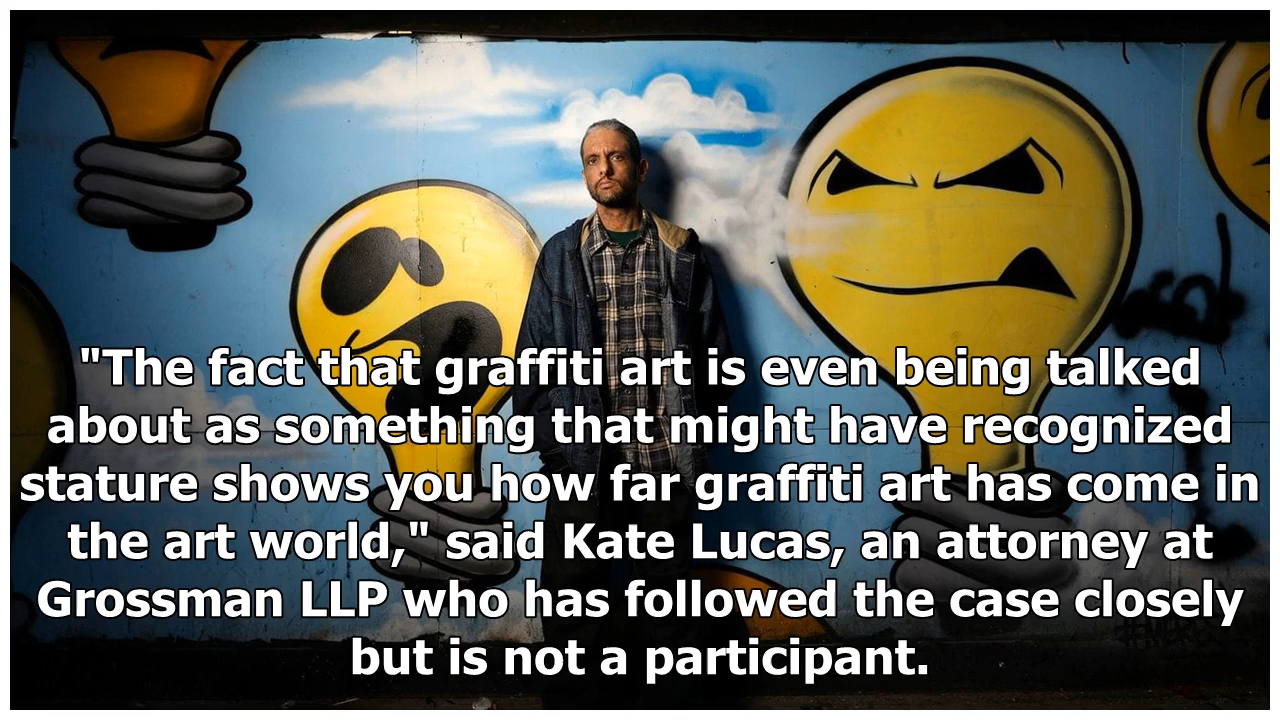 "The fact that graffiti art is even being talked
about as something that might have recognized
stature shows you how far graffiti art has come in
the art world," said Kate Lucas, an attorney at
Grossman LLP who has followed the case closely
but is not a participant.